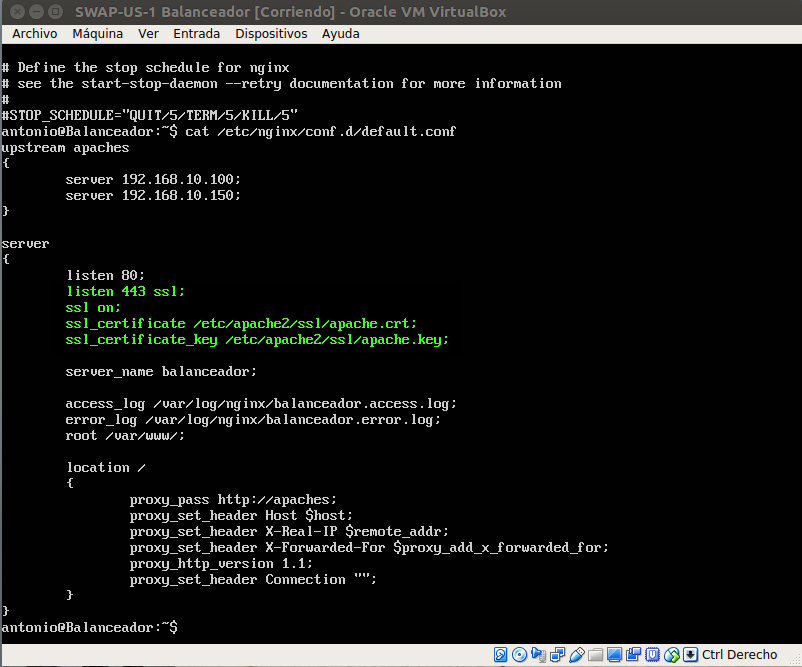 SWAP-US-1 Balanceador [Corriendo] - Oracle VM VirtualBox
Archivo Máquina Ver Entrada Dispositivos Ayuda
# Define the stop schedule for nginx
# see the start-stop-daemon --retry documentation for more information
#
#STOP_SCHEDULE="QUIT/5/TERM/5/KILL/5"
antonio@Balanceador:~$ cat /etc/nginx/conf.d/default.conf
upstream apaches
{
        server 192.168.10.100;
        server 192.168.10.150;
}
server
{
        listen 80;
        listen 443 ssl;
        ssl on;
        ssl_certificate /etc/apache2/ssl/apache.crt;
        ssl_certificate_key /etc/apache2/ssl/apache.key;
        server_name balanceador;
        access_log /var/log/nginx/balanceador.access.log;
        error_log /var/log/nginx/balanceador.error.log;
        root /var/www/;
        location /
        {
                proxy_pass http://apaches;
                proxy_set_header Host $host;
                proxy_set_header X-Real-IP $remote_addr;
                proxy_set_header X-Forwarded-For $proxy_add_x_forwarded_for;
                proxy_http_version 1.1;
                proxy_set_header Connection "";
        }
}
antonio@Balanceador:~$
Ctrl Derecho